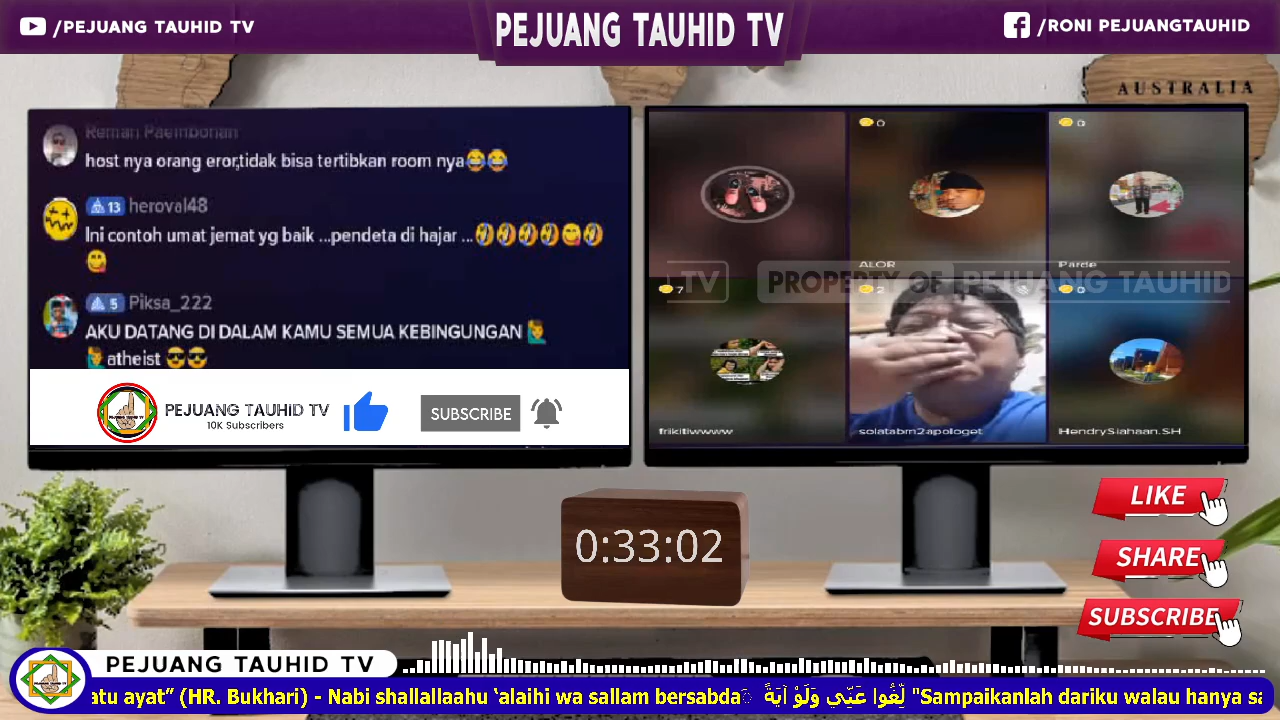 /PEJUANG TAUHID TV
PEJUANG TAUHID TV
/RONI PEJUANGTAUHID
AUSTRALIA
Reman Paembonan
host nya orang eror,tidak bisa tertibkan room nya😂😂
13 heroval48
Ini contoh umat jemat yg baik ...pendeta di hajar ...🤣🤣🤣🤣😋🤣
😋
5 Piksa_222
AKU DATANG DI DALAM KAMU SEMUA KEBINGUNGAN 🙋‍♂️
🙋‍♂️atheist 😎😎
PEJUANG TAUHID TV
10K Subscribers
SUBSCRIBE
0
0
ALOR
Parde
TV PROPERTY OF PEJUANG TAUHID
7
2
0
frikitiwwww
solatabm2apologet
HendrySiahaan.SH
0:33:02
LIKE
SHARE
SUBSCRIBE
PEJUANG TAUHID TV
atu ayat” (HR. Bukhari) - Nabi shallallaahu ‘alaihi wa sallam bersabda لِّغُوا عَنِّي وَلَوْ آيَةً "Sampaikanlah dariku walau hanya sa